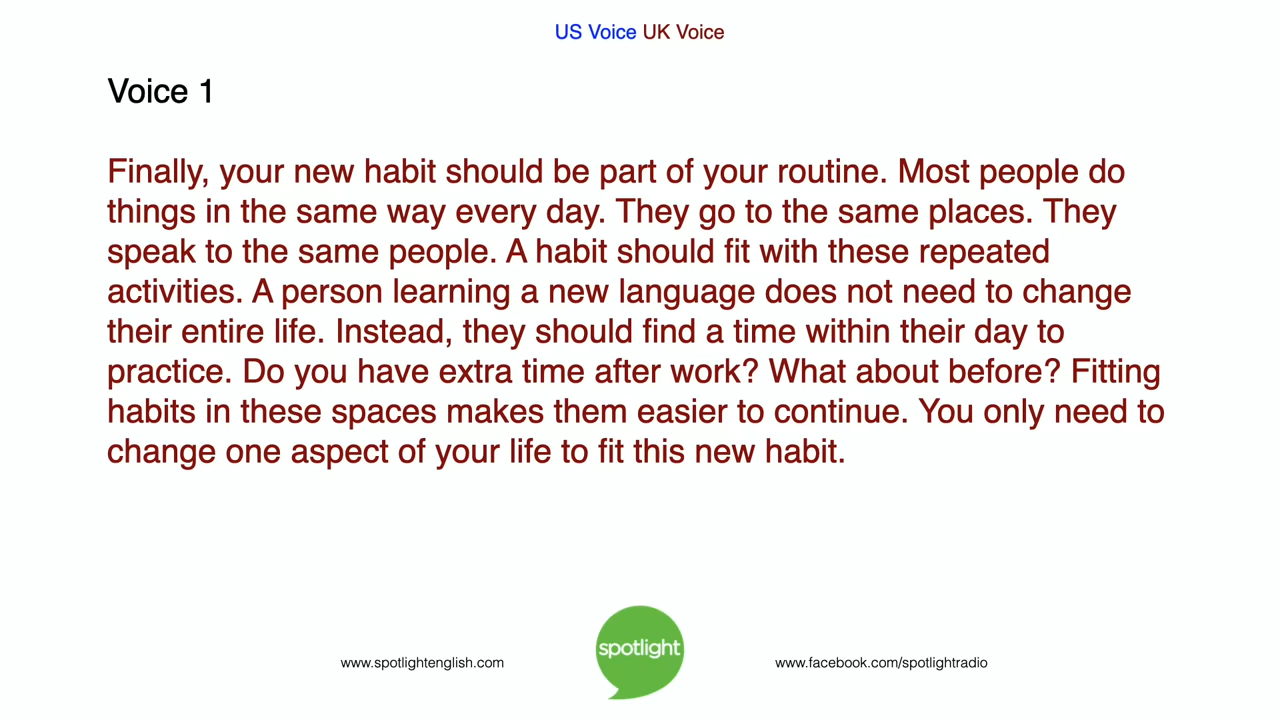 US Voice UK Voice
Voice 1
Finally, your new habit should be part of your routine. Most people do
things in the same way every day. They go to the same places. They
speak to the same people. A habit should fit with these repeated
activities. A person learning a new language does not need to change
their entire life. Instead, they should find a time within their day to
practice. Do you have extra time after work? What about before? Fitting
habits in these spaces makes them easier to continue. You only need to
change one aspect of your life to fit this new habit.
www.spotlightenglish.com
spotlight
www.facebook.com/spotlightradio